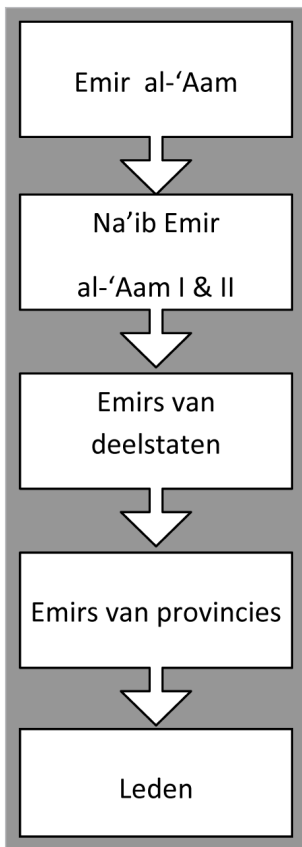 Emir al-‘Aam
Na’ib Emir
al-‘Aam I & II
Emirs van
deelstaten
Emirs van provincies
Leden